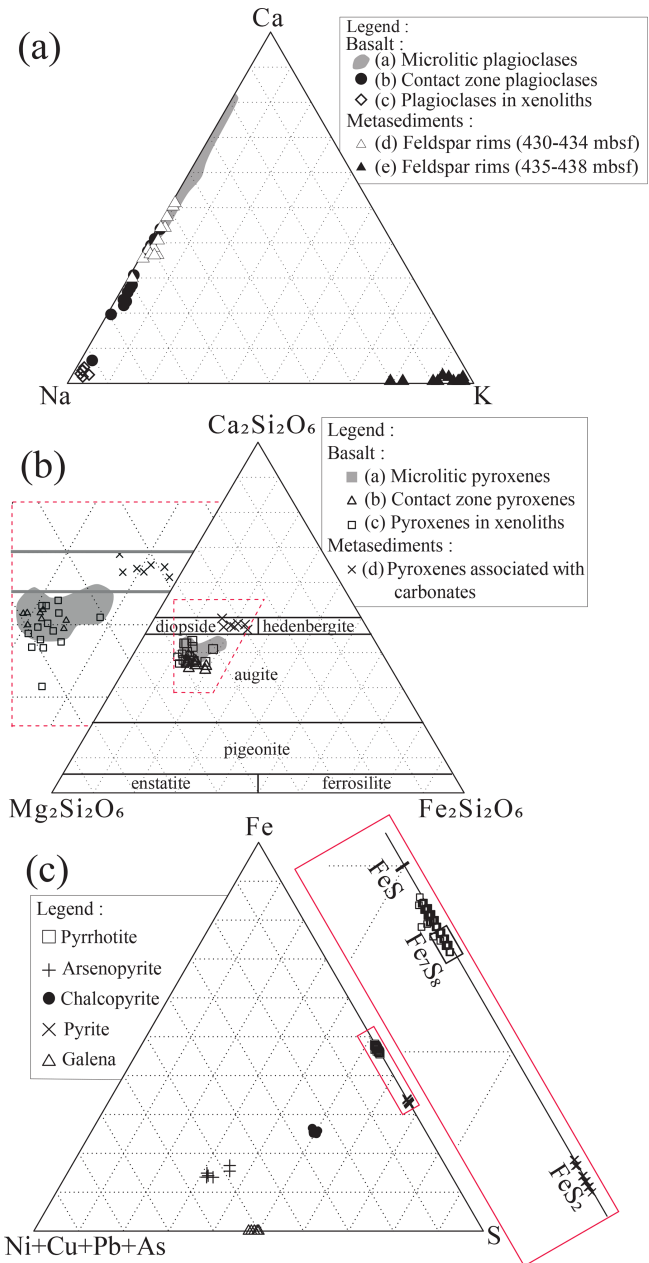 (a)
Ca
Legend :
Basalt :
(a) Microlitic plagioclases
(b) Contact zone plagioclases
(c) Plagioclases in xenoliths
Metasediments :
(d) Feldspar rims (430-434 mbsf)
(e) Feldspar rims (435-438 mbsf)
Na
K
(b)
Ca₂Si₂O₆
Legend :
Basalt :
(a) Microlitic pyroxenes
(b) Contact zone pyroxenes
(c) Pyroxenes in xenoliths
Metasediments :
(d) Pyroxenes associated with
carbonates
diopside
hedenbergite
augite
pigeonite
enstatite
ferrosilite
Mg₂Si₂O₆
Fe₂Si₂O₆
(c)
Fe
Legend :
Pyrrhotite
Arsenopyrite
Chalcopyrite
Pyrite
Galena
FeS
Fe₇S₈
FeS₂
Ni+Cu+Pb+As
S